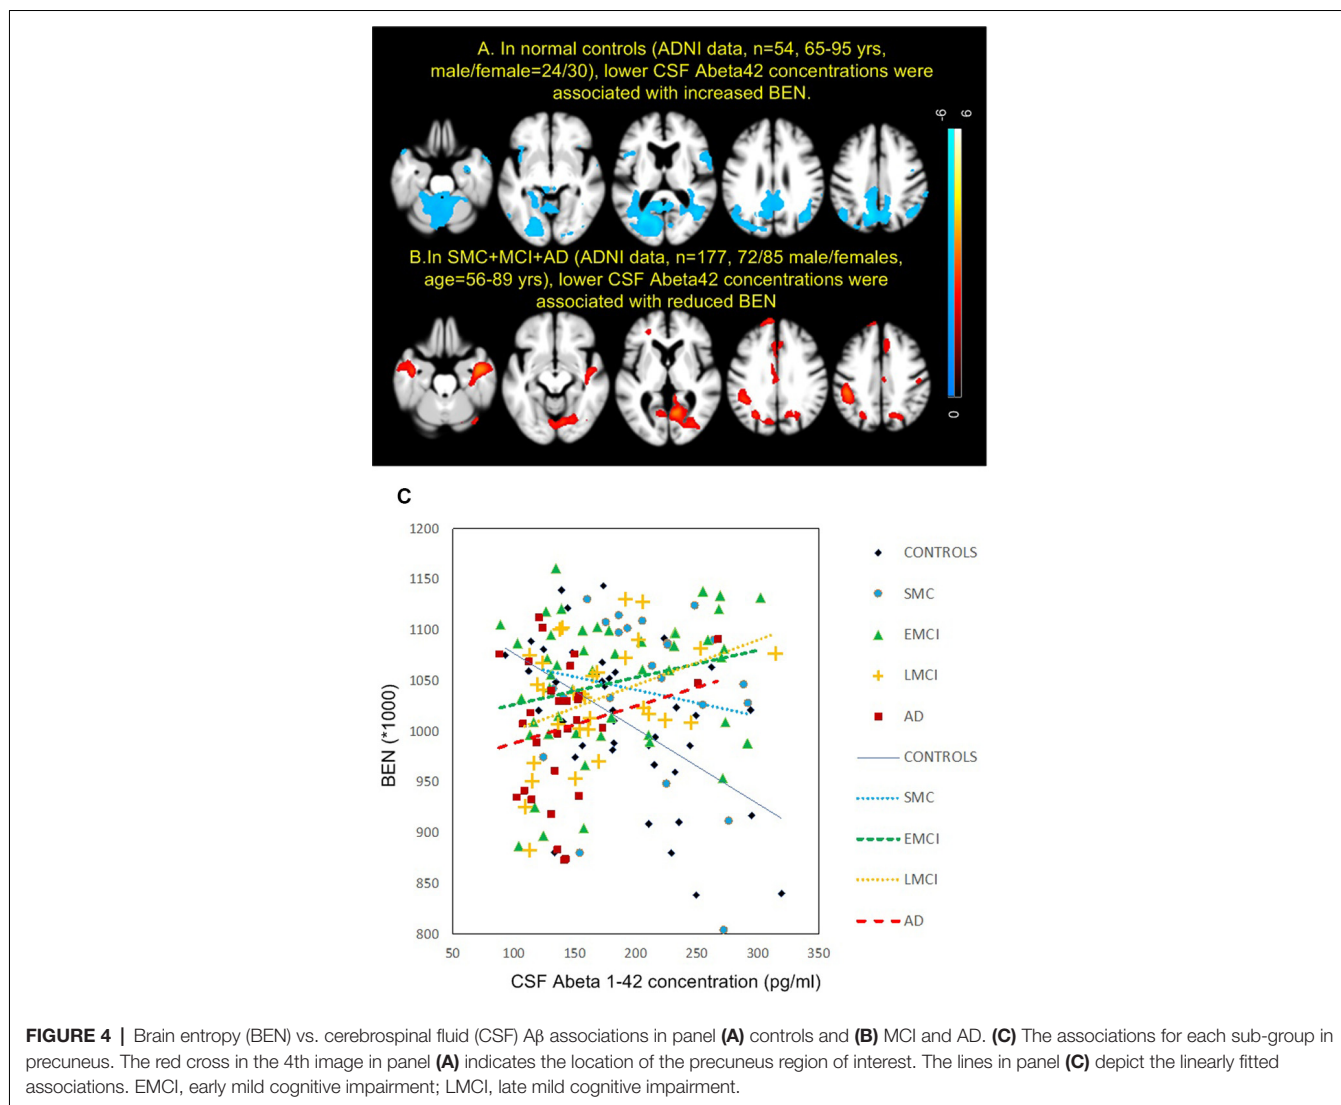 A. In normal controls (ADNI data, n=54, 65-95 yrs,
male/female=24/30), lower CSF Abeta42 concentrations were
associated with increased BEN.
-6 6
B.In SMC+MCI+AD (ADNI data, n=177, 72/85 male/females,
age=56-89 yrs), lower CSF Abeta42 concentrations were
associated with reduced BEN
0
C
1200
1150
1100
1050
1000
950
900
850
800
BEN (*1000)
50 100 150 200 250 300 350
CSF Abeta 1-42 concentration (pg/ml)
CONTROLS
SMC
EMCI
LMCI
AD
CONTROLS
SMC
EMCI
LMCI
AD
FIGURE 4 | Brain entropy (BEN) vs. cerebrospinal fluid (CSF) Aβ associations in panel (A) controls and (B) MCI and AD. (C) The associations for each sub-group in
precuneus. The red cross in the 4th image in panel (A) indicates the location of the precuneus region of interest. The lines in panel (C) depict the linearly fitted
associations. EMCI, early mild cognitive impairment; LMCI, late mild cognitive impairment.